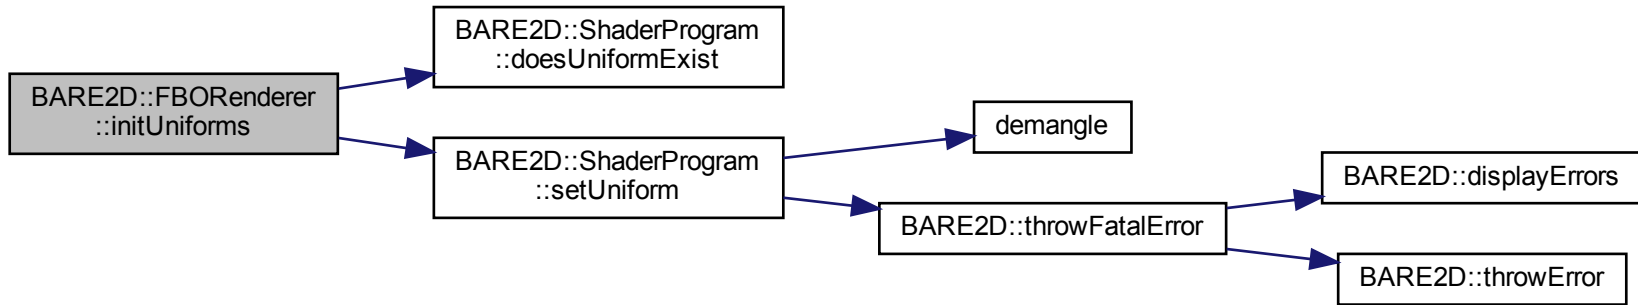 BARE2D::FBORenderer
::initUniforms
BARE2D::ShaderProgram
::doesUniformExist
BARE2D::ShaderProgram
::setUniform
demangle
BARE2D::throwFatalError
BARE2D::displayErrors
BARE2D::throwError